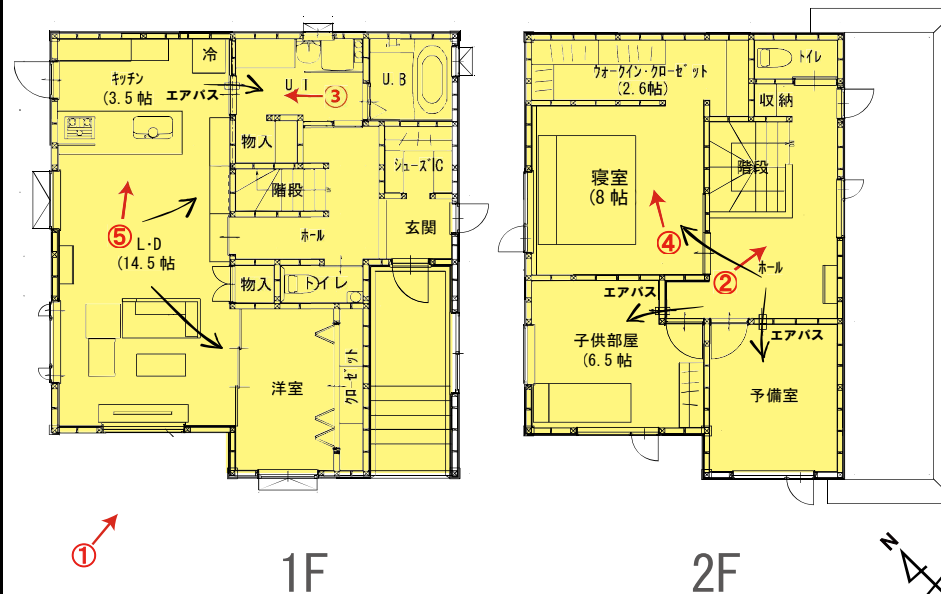 キッチン
(3.5 帖
冷
エアパス
U. T
③
U. B
物入
シューズIC
階段
ホール
玄関
⑤
L・D
(14.5 帖
物入
トイレ
洋室
クローゼット
①
1F
ウォークイン・クローゼット
(2.6帖)
トイレ
収納
階段
寝室
(8 帖
④
②
ホール
エアパス
エアパス
子供部屋
(6.5 帖
予備室
2F
N